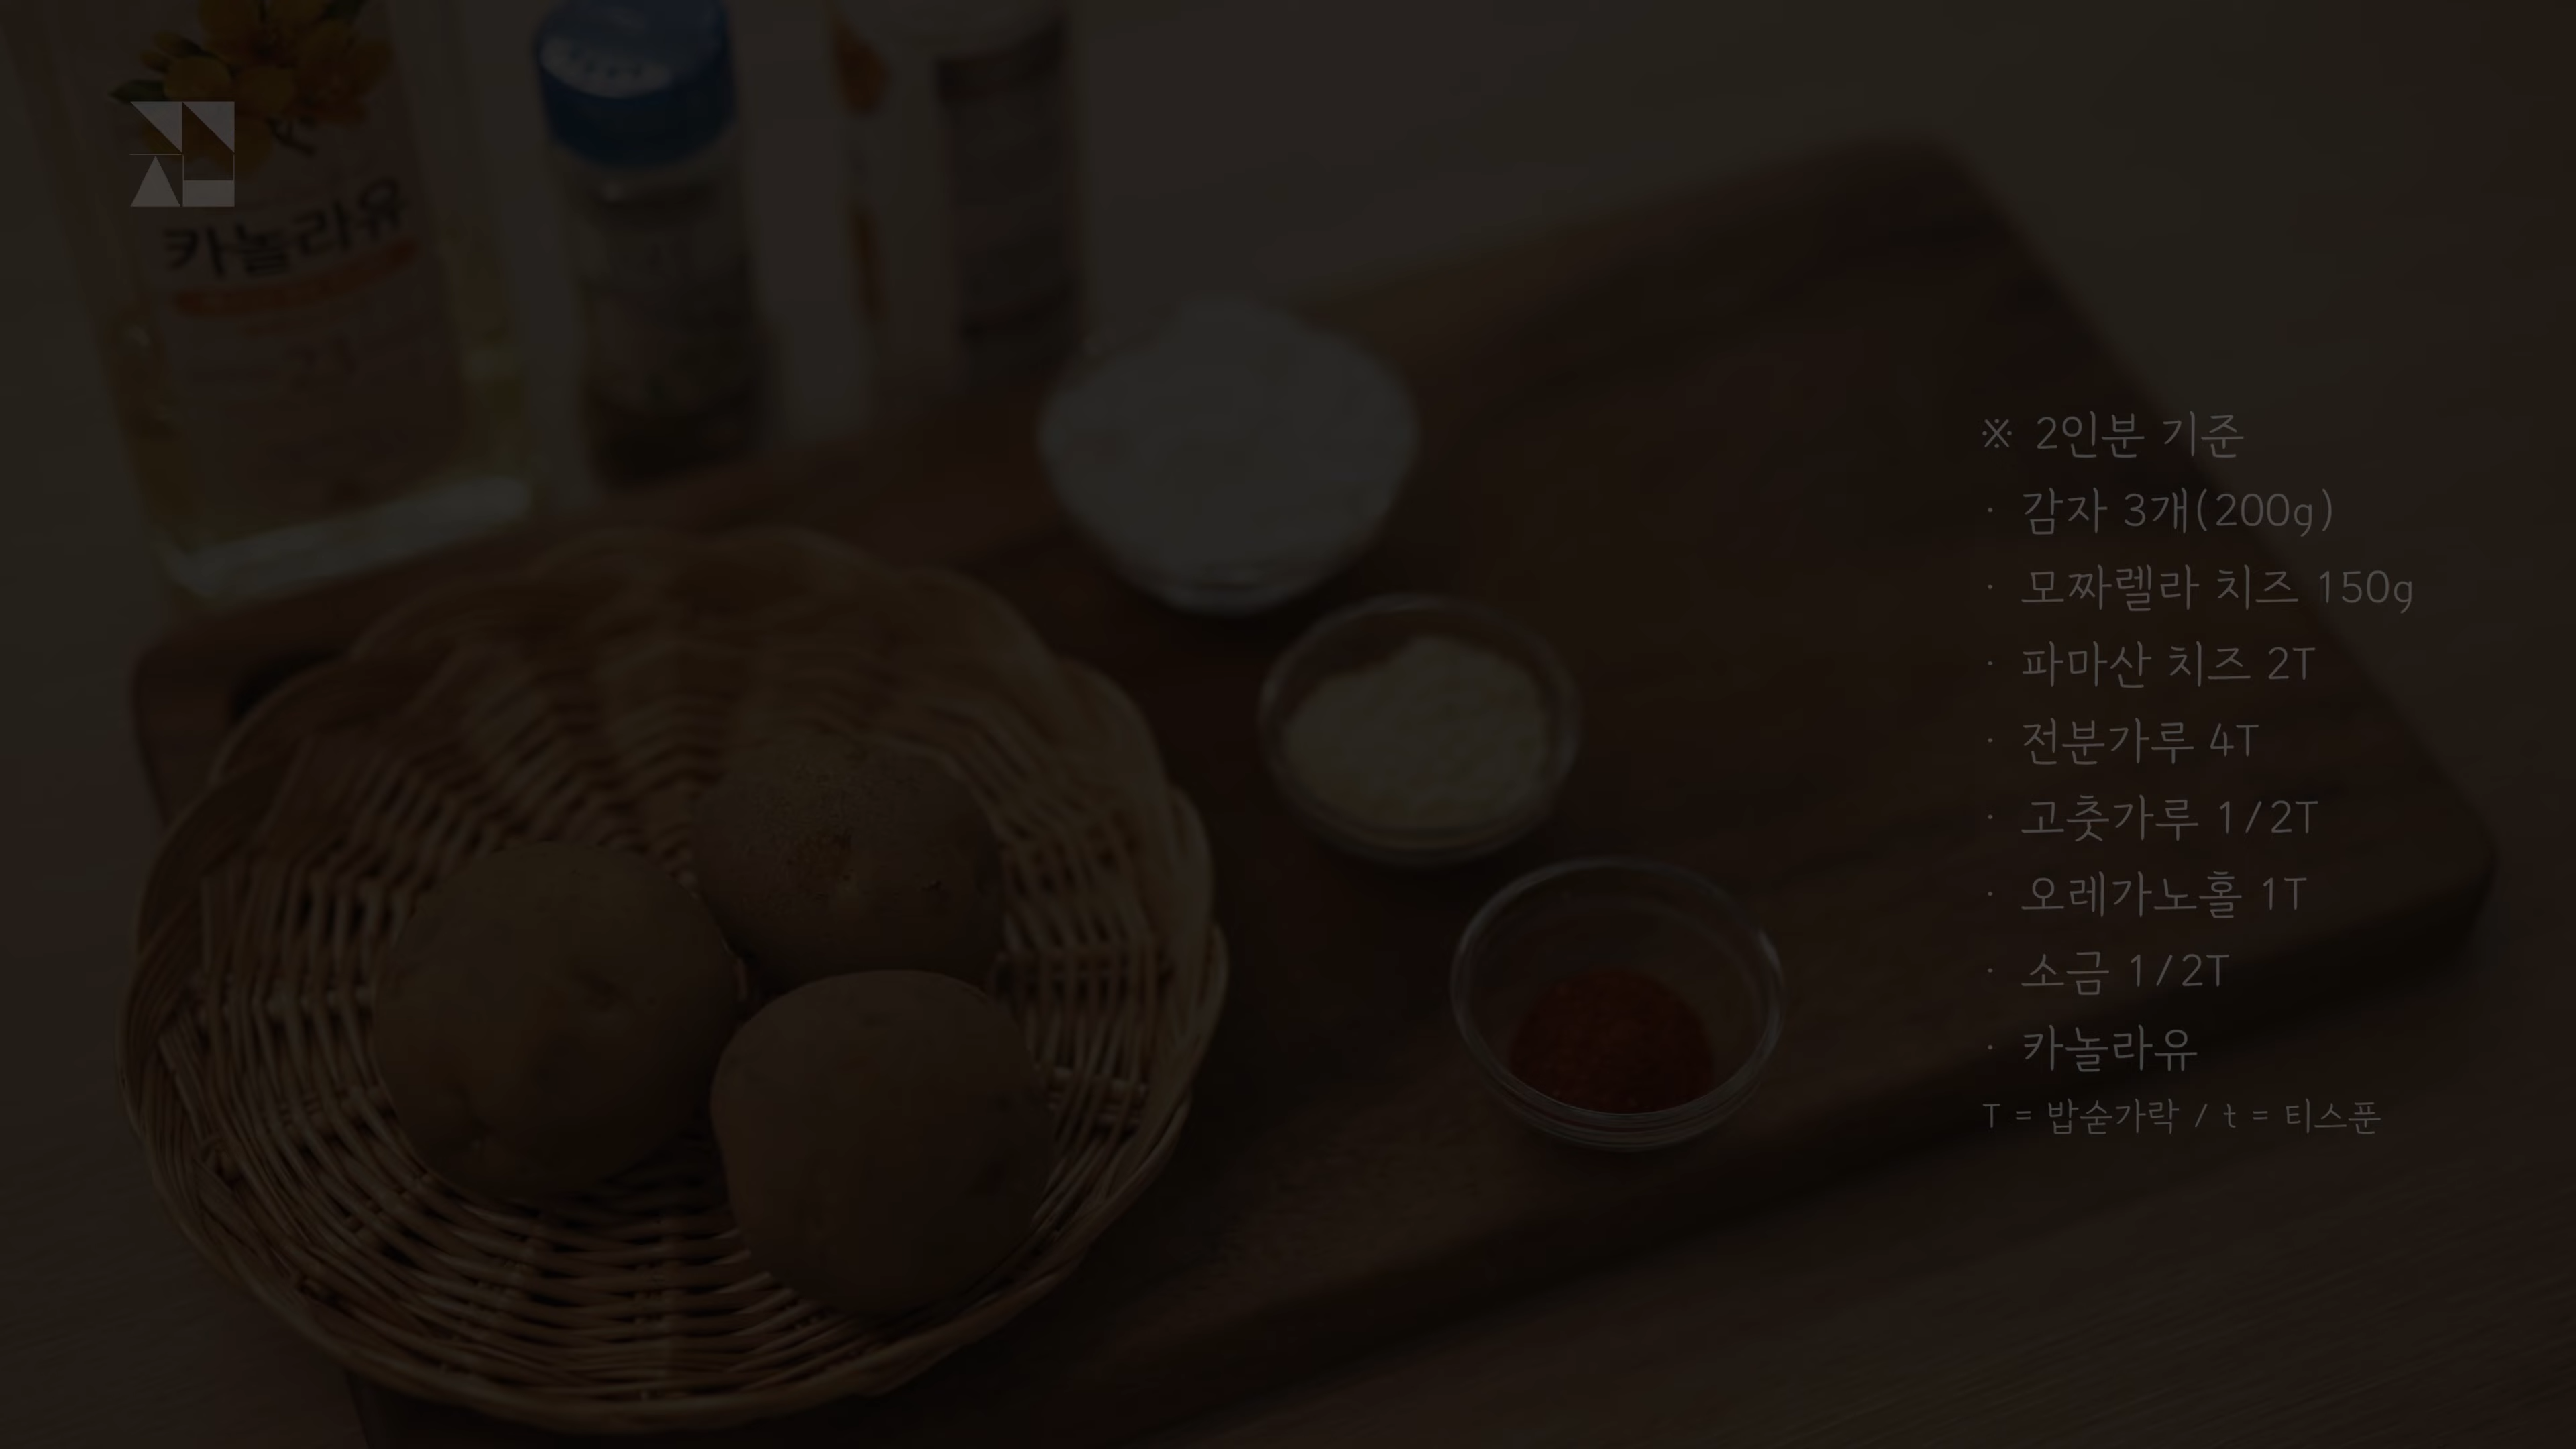 카놀라유
※ 2인분 기준
· 감자 3개(200g)
· 모짜렐라 치즈 150g
· 파마산 치즈 2T
· 전분가루 4T
· 고춧가루 1/2T
· 오레가노홀 1T
· 소금 1/2T
· 카놀라유
T = 밥숟가락 / t = 티스푼